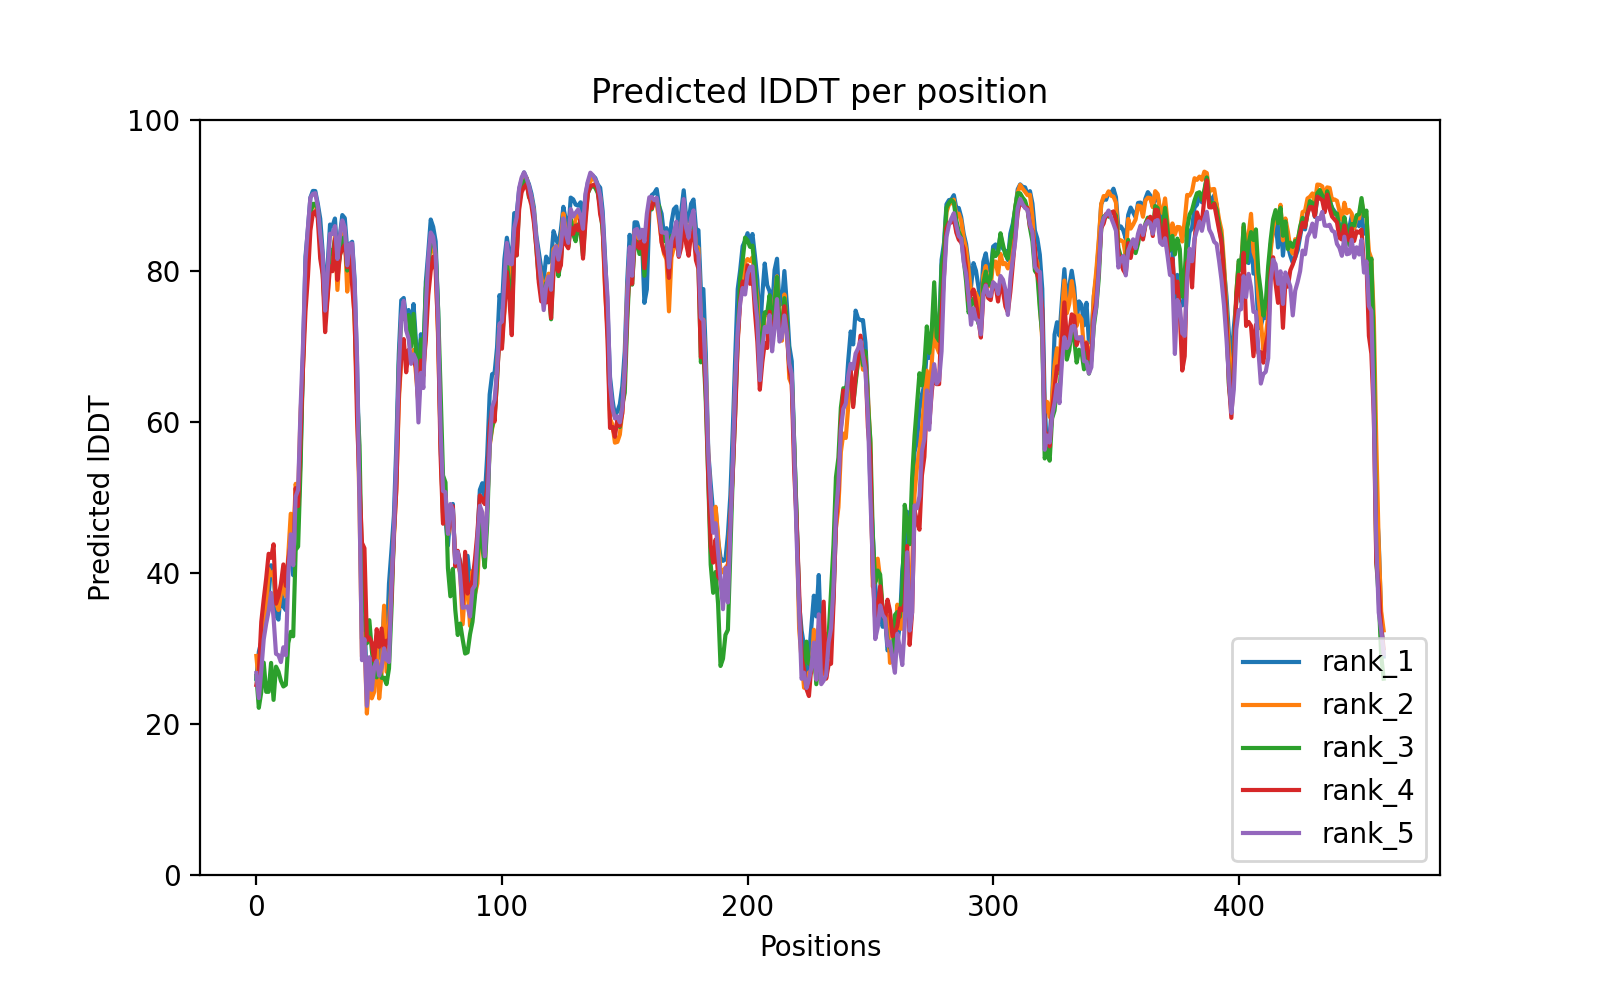 Predicted lDDT per position
100
80
60
40
20
0
Predicted lDDT
0 100 200 300 400
Positions
rank_1
rank_2
rank_3
rank_4
rank_5